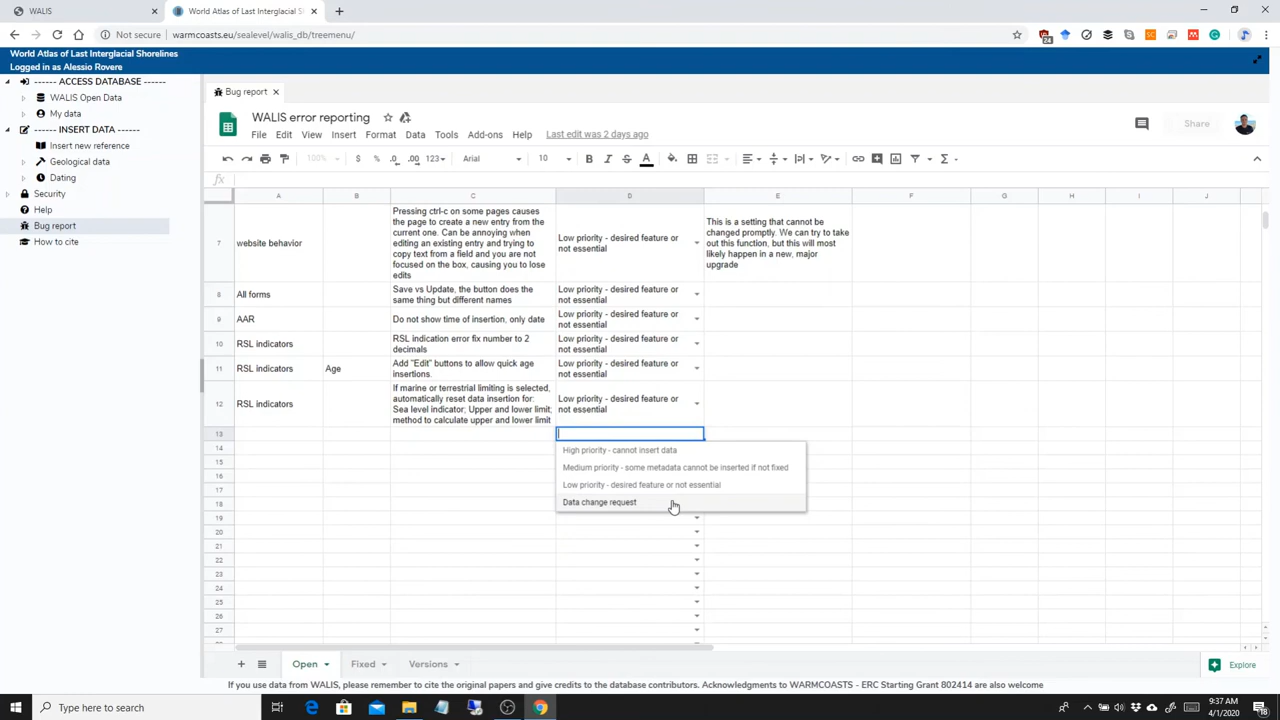 WALIS
World Atlas of Last Interglacial S
Not secure
warmcoasts.eu/sealevel/walis_db/treemenu/
24
World Atlas of Last Interglacial Shorelines
Logged in as Alessio Rovere
------ ACCESS DATABASE ------
WALIS Open Data
My data
------ INSERT DATA ------
Insert new reference
Geological data
Dating
Security
Help
Bug report
How to cite
Bug report
WALIS error reporting
File Edit View Insert Format Data Tools Add-ons Help Last edit was 2 days ago
Share
100% $ % .0 .00 123 Arial 10 B I S A
fx
A B C D E F G H I J
7
website behavior
Pressing ctrl-c on some pages causes
the page to create a new entry from the
current one. Can be annoying when
editing an existing entry and trying to
copy text from a field and you are not
focused on the box, causing you to lose
edits
Low priority - desired feature or
not essential
This is a setting that cannot be
changed promptly. We can try to take
out this function, but this will most
likely happen in a new, major
upgrade
8
All forms
Save vs Update, the button does the
same thing but different names
Low priority - desired feature or
not essential
9
AAR
Do not show time of insertion, only date
Low priority - desired feature or
not essential
10
RSL indicators
RSL indication error fix number to 2
decimals
Low priority - desired feature or
not essential
11
RSL indicators
Age
Add "Edit" buttons to allow quick age
insertions.
Low priority - desired feature or
not essential
12
RSL indicators
If marine or terrestrial limiting is selected,
automatically reset data insertion for:
Sea level indicator; Upper and lower limit;
method to calculate upper and lower limit
Low priority - desired feature or
not essential
13
High priority - cannot insert data
Medium priority - some metadata cannot be inserted if not fixed
Low priority - desired feature or not essential
Data change request
14
15
16
17
18
19
20
21
22
23
24
25
26
27
Open Fixed Versions
Explore
If you use data from WALIS, please remember to cite the original papers and give credits to the database contributors. Acknowledgments to WARMCOASTS - ERC Starting Grant 802414 are also welcome
Type here to search
9:37 AM
4/1/2020
18